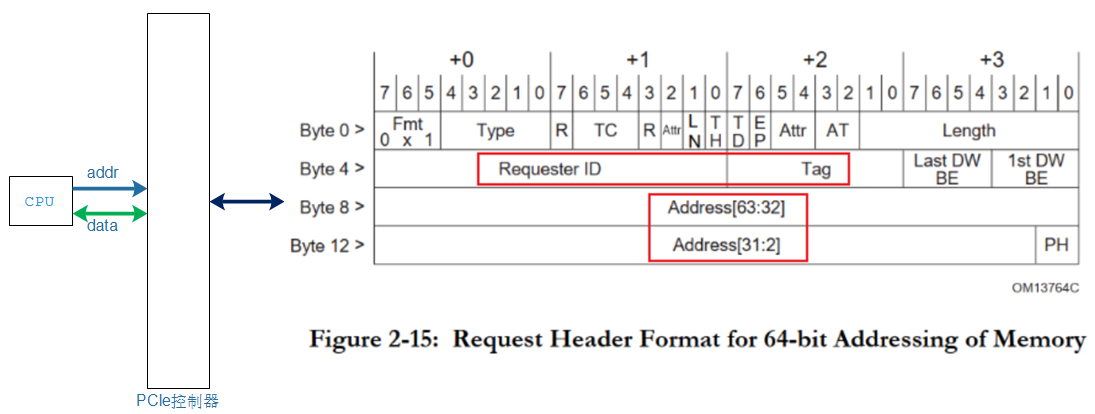 +0 +1 +2 +3
7 6 5 4 3 2 1 0 7 6 5 4 3 2 1 0 7 6 5 4 3 2 1 0 7 6 5 4 3 2 1 0
Byte 0 > Fmt 0 x 1 Type R TC R Attr L N T H T D E P Attr AT Length
Byte 4 > Requester ID Tag Last DW BE 1st DW BE
Byte 8 > Address[63:32]
Byte 12 > Address[31:2] PH
OM13764C
Figure 2-15: Request Header Format for 64-bit Addressing of Memory
addr
CPU
data
PCIe控制器